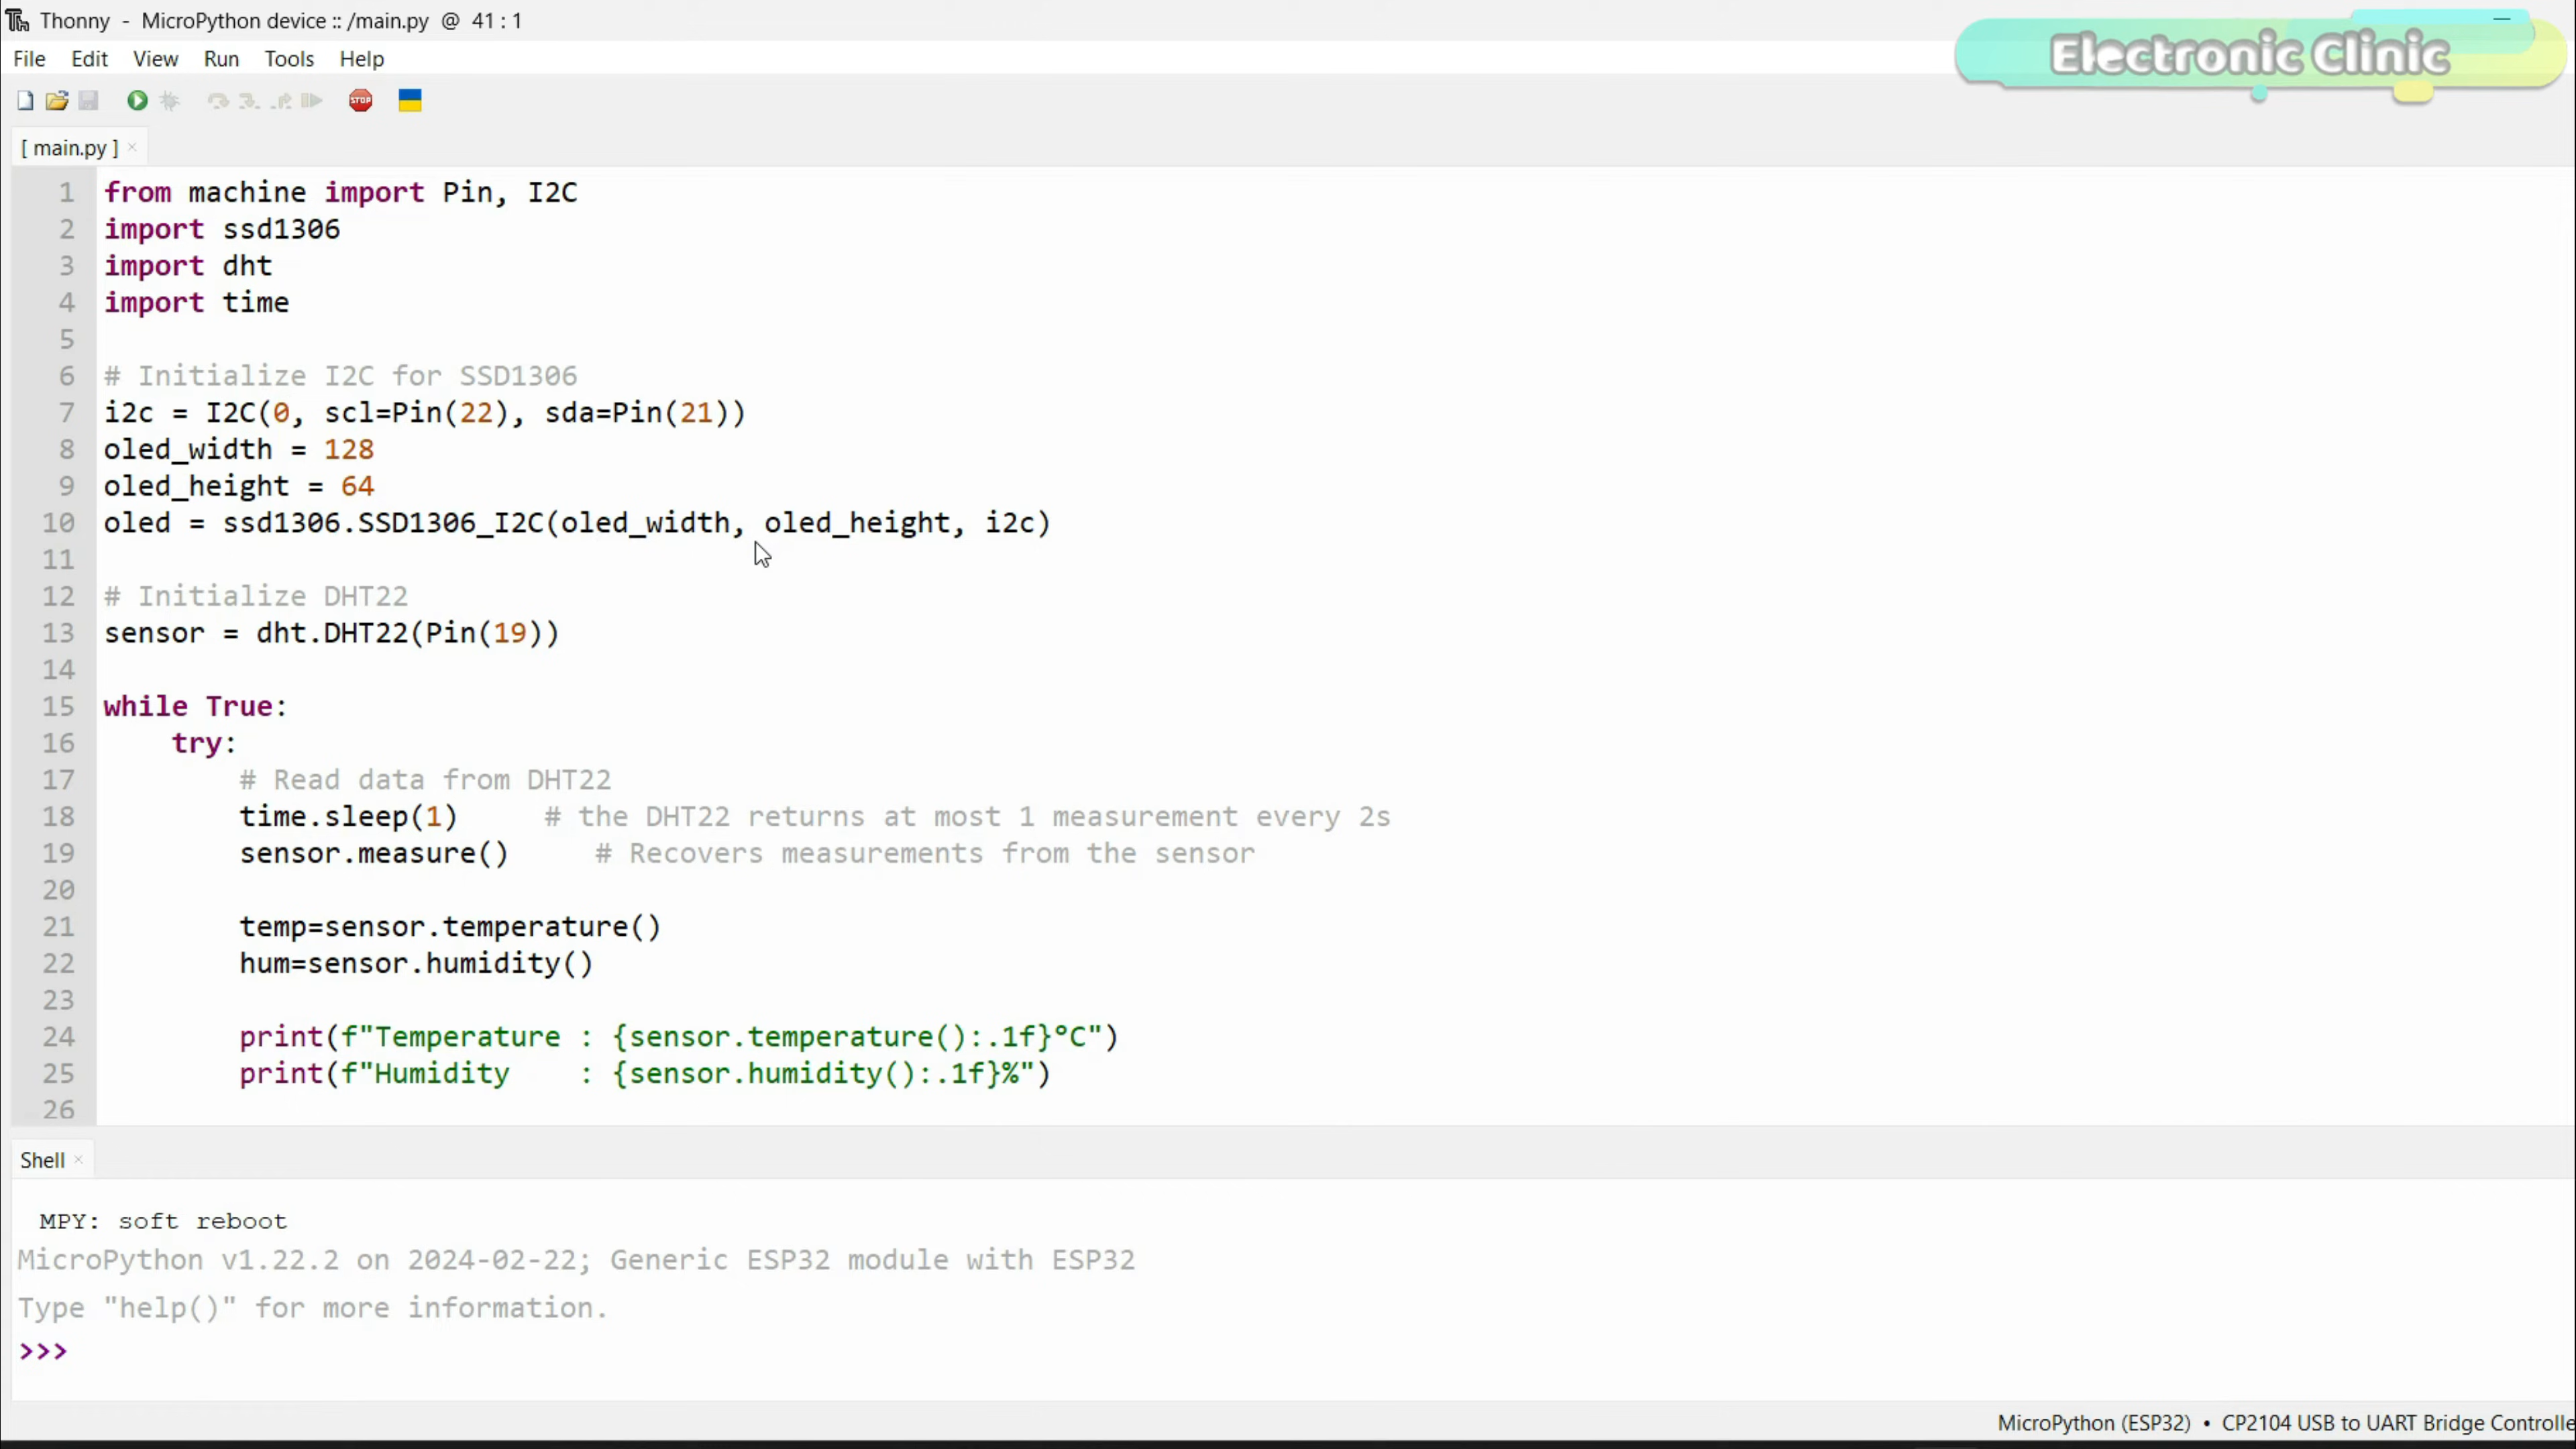 Thonny - MicroPython device :: /main.py @ 41 : 1
Electronic Clinic
File Edit View Run Tools Help
STOP
[ main.py ] ×
1 from machine import Pin, I2C
2 import ssd1306
3 import dht
4 import time
5
6 # Initialize I2C for SSD1306
7 i2c = I2C(0, scl=Pin(22), sda=Pin(21))
8 oled_width = 128
9 oled_height = 64
10 oled = ssd1306.SSD1306_I2C(oled_width, oled_height, i2c)
11
12 # Initialize DHT22
13 sensor = dht.DHT22(Pin(19))
14
15 while True:
16     try:
17         # Read data from DHT22
18         time.sleep(1)     # the DHT22 returns at most 1 measurement every 2s
19         sensor.measure()     # Recovers measurements from the sensor
20
21         temp=sensor.temperature()
22         hum=sensor.humidity()
23
24         print(f"Temperature : {sensor.temperature():.1f}°C")
25         print(f"Humidity    : {sensor.humidity():.1f}%")
26
Shell ×
MPY: soft reboot
MicroPython v1.22.2 on 2024-02-22; Generic ESP32 module with ESP32
Type "help()" for more information.
>>>
MicroPython (ESP32) • CP2104 USB to UART Bridge Controlle